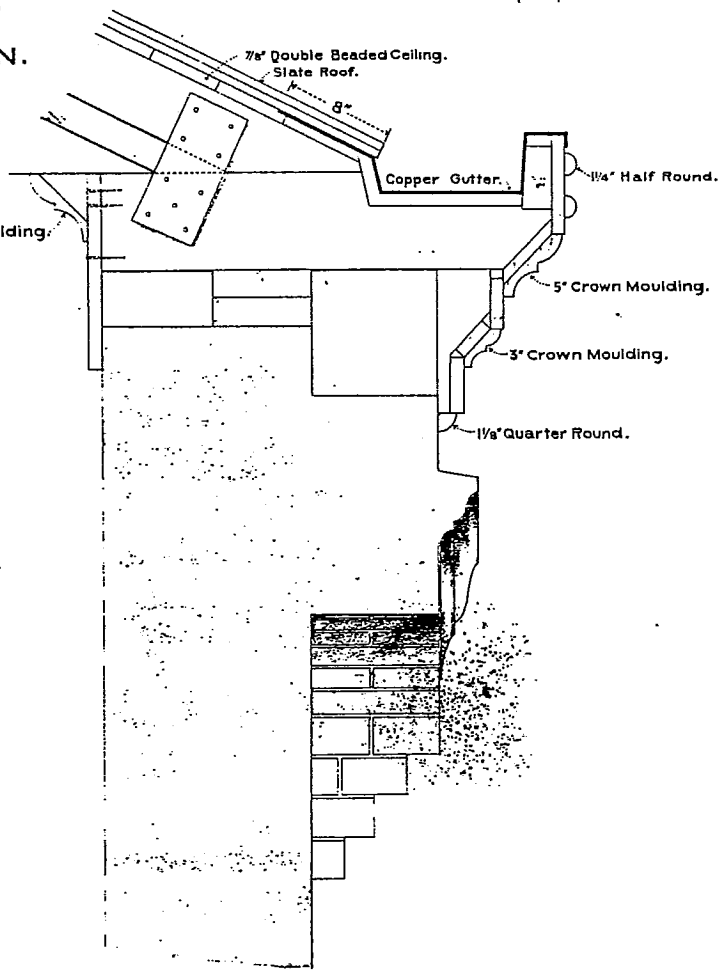 N.
7/8" Double Beaded Ceiling.
Slate Roof.
8"
Copper Gutter.
1¼" Half Round.
lding.
5" Crown Moulding.
3" Crown Moulding.
1⅛" Quarter Round.